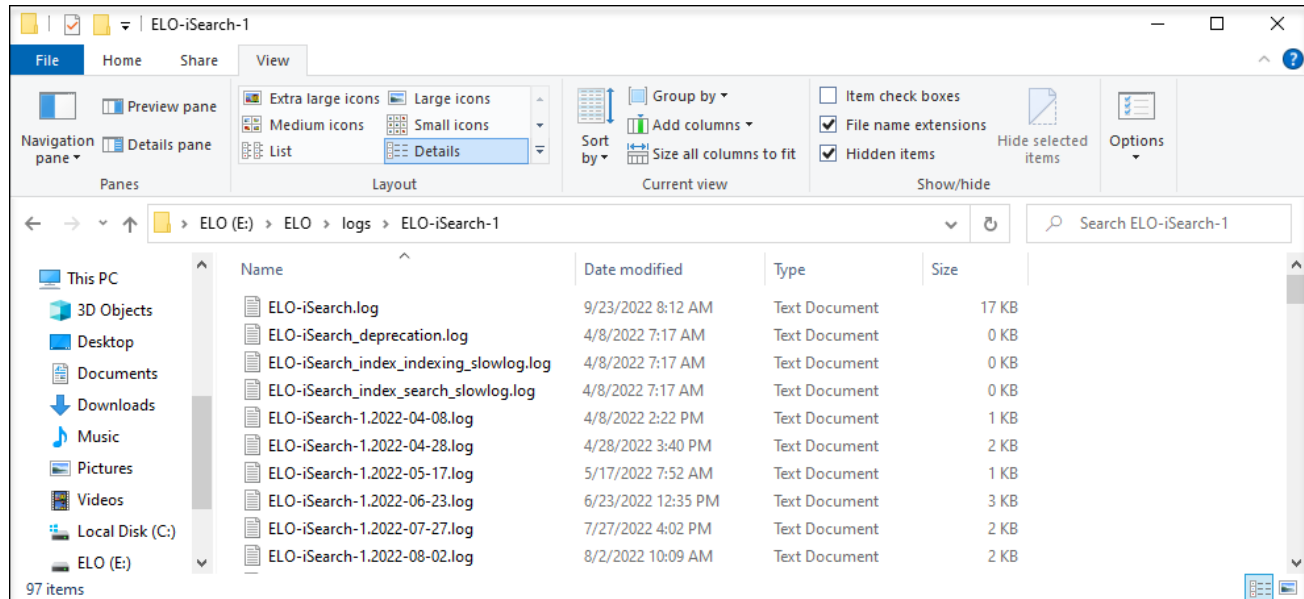 ELO-iSearch-1
File Home Share View
Navigation pane
Preview pane
Details pane
Panes
Extra large icons Large icons
Medium icons Small icons
List Details
Layout
Sort by
Group by
Add columns
Size all columns to fit
Current view
Item check boxes
File name extensions
Hidden items
Hide selected items
Show/hide
Options
ELO (E:) > ELO > logs > ELO-iSearch-1
Search ELO-iSearch-1
This PC
3D Objects
Desktop
Documents
Downloads
Music
Pictures
Videos
Local Disk (C:)
ELO (E:)
Name Date modified Type Size
ELO-iSearch.log 9/23/2022 8:12 AM Text Document 17 KB
ELO-iSearch_deprecation.log 4/8/2022 7:17 AM Text Document 0 KB
ELO-iSearch_index_indexing_slowlog.log 4/8/2022 7:17 AM Text Document 0 KB
ELO-iSearch_index_search_slowlog.log 4/8/2022 7:17 AM Text Document 0 KB
ELO-iSearch-1.2022-04-08.log 4/8/2022 2:22 PM Text Document 1 KB
ELO-iSearch-1.2022-04-28.log 4/28/2022 3:40 PM Text Document 2 KB
ELO-iSearch-1.2022-05-17.log 5/17/2022 7:52 AM Text Document 1 KB
ELO-iSearch-1.2022-06-23.log 6/23/2022 12:35 PM Text Document 3 KB
ELO-iSearch-1.2022-07-27.log 7/27/2022 4:02 PM Text Document 2 KB
ELO-iSearch-1.2022-08-02.log 8/2/2022 10:09 AM Text Document 2 KB
97 items